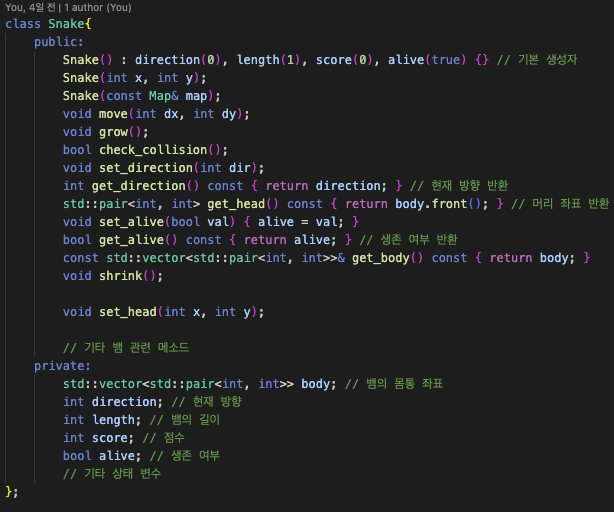 You, 4일 전 | 1 author (You)
class Snake{
    public:
        Snake() : direction(0), length(1), score(0), alive(true) {} // 기본 생성자
        Snake(int x, int y);
        Snake(const Map& map);
        void move(int dx, int dy);
        void grow();
        bool check_collision();
        void set_direction(int dir);
        int get_direction() const { return direction; } // 현재 방향 반환
        std::pair<int, int> get_head() const { return body.front(); } // 머리 좌표 반환
        void set_alive(bool val) { alive = val; }
        bool get_alive() const { return alive; } // 생존 여부 반환
        const std::vector<std::pair<int, int>>& get_body() const { return body; }
        void shrink();

        void set_head(int x, int y);

        // 기타 뱀 관련 메소드
    private:
        std::vector<std::pair<int, int>> body; // 뱀의 몸통 좌표
        int direction; // 현재 방향
        int length; // 뱀의 길이
        int score; // 점수
        bool alive; // 생존 여부
        // 기타 상태 변수
};